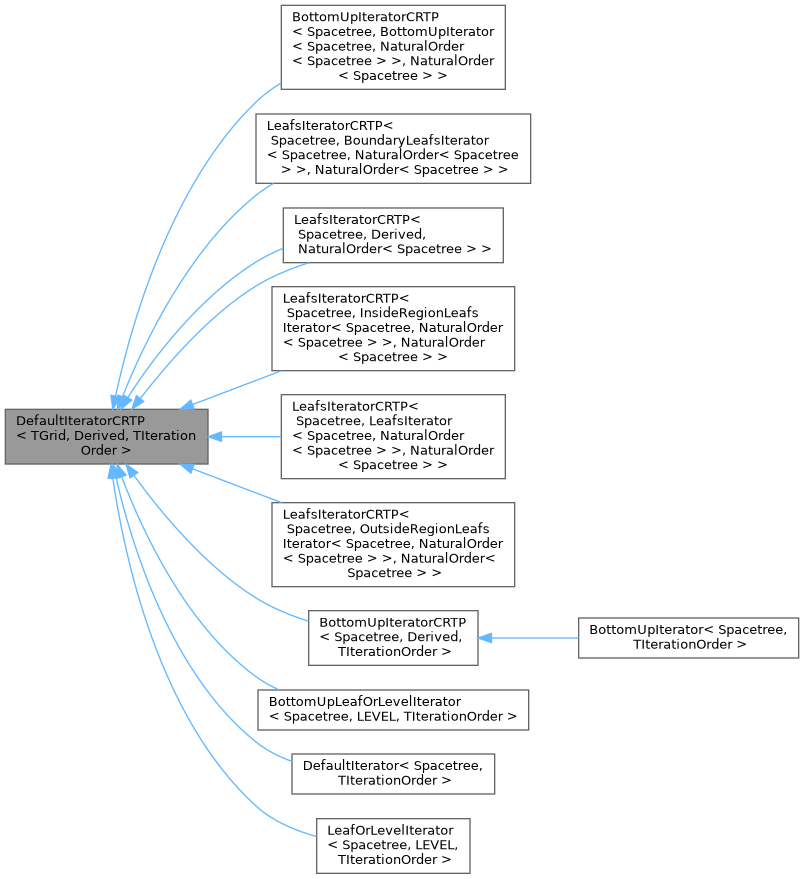 BottomUpIteratorCRTP
< Spacetree, BottomUpIterator
< Spacetree, NaturalOrder
< Spacetree > >, NaturalOrder
< Spacetree > >
LeafsIteratorCRTP<
Spacetree, BoundaryLeafsIterator
< Spacetree, NaturalOrder< Spacetree
> >, NaturalOrder< Spacetree > >
LeafsIteratorCRTP<
Spacetree, Derived,
NaturalOrder< Spacetree > >
LeafsIteratorCRTP<
Spacetree, InsideRegionLeafs
Iterator< Spacetree, NaturalOrder
< Spacetree > >, NaturalOrder
< Spacetree > >
DefaultIteratorCRTP
< TGrid, Derived, TIteration
Order >
LeafsIteratorCRTP<
Spacetree, LeafsIterator
< Spacetree, NaturalOrder
< Spacetree > >, NaturalOrder
< Spacetree > >
LeafsIteratorCRTP<
Spacetree, OutsideRegionLeafs
Iterator< Spacetree, NaturalOrder
< Spacetree > >, NaturalOrder<
Spacetree > >
BottomUpIteratorCRTP
< Spacetree, Derived,
TIterationOrder >
BottomUpIterator< Spacetree,
TIterationOrder >
BottomUpLeafOrLevelIterator
< Spacetree, LEVEL, TIterationOrder >
DefaultIterator< Spacetree,
TIterationOrder >
LeafOrLevelIterator
< Spacetree, LEVEL,
TIterationOrder >